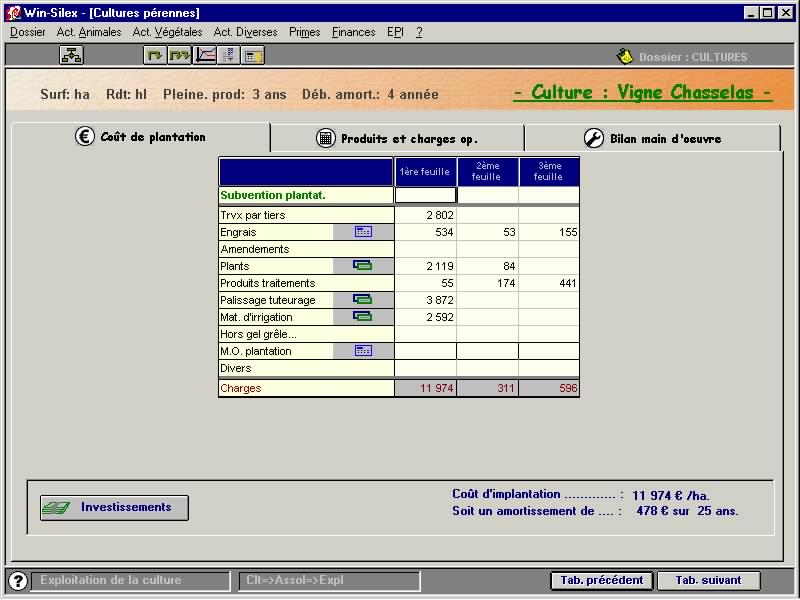 Win-Silex - [Cultures pérennes]
Dossier Act. Animales Act. Végétales Act. Diverses Primes Finances EPI ?
Dossier : CULTURES
Surf: ha Rdt: hl Pleine. prod: 3 ans Déb. amort.: 4 année - Culture : Vigne Chasselas -
Coût de plantation Produits et charges op. Bilan main d'oeuvre
1ère feuille 2ème feuille 3ème feuille
Subvention plantat.
Trvx par tiers 2 802
Engrais 534 53 155
Amendements
Plants 2 119 84
Produits traitements 55 174 441
Palissage tuteurage 3 872
Mat. d'irrigation 2 592
Hors gel grêle...
M.O. plantation
Divers
Charges 11 974 311 596
Investissements
Coût d'implantation ............. : 11 974 € /ha.
Soit un amortissement de .... : 478 € sur 25 ans.
? Exploitation de la culture Clt=>Assol=>Expl Tab. précédent Tab. suivant